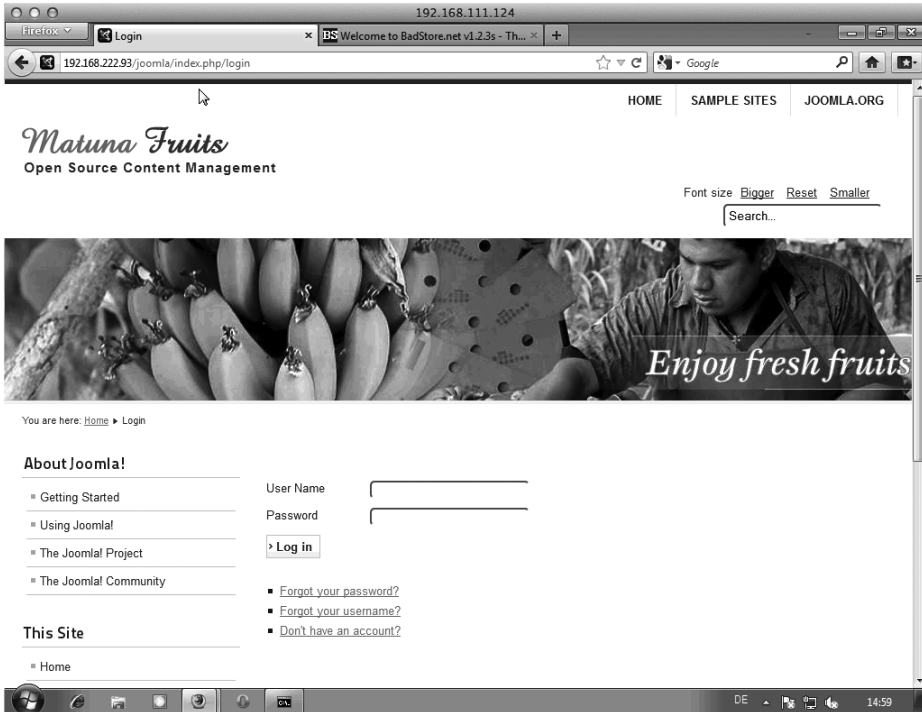 192.168.111.124
Firefox
Login
BS Welcome to BadStore.net v1.2.3s - Th...
192.168.222.93/joomla/index.php/login
Google
HOME SAMPLE SITES JOOMLA.ORG
Matuna Fruits
Open Source Content Management
Font size Bigger Reset Smaller
Search...
Enjoy fresh fruits
You are here: Home Login
About Joomla!
Getting Started
Using Joomla!
The Joomla! Project
The Joomla! Community
User Name
Password
Log in
Forgot your password?
Forgot your username?
Don't have an account?
This Site
Home
DE
14:59